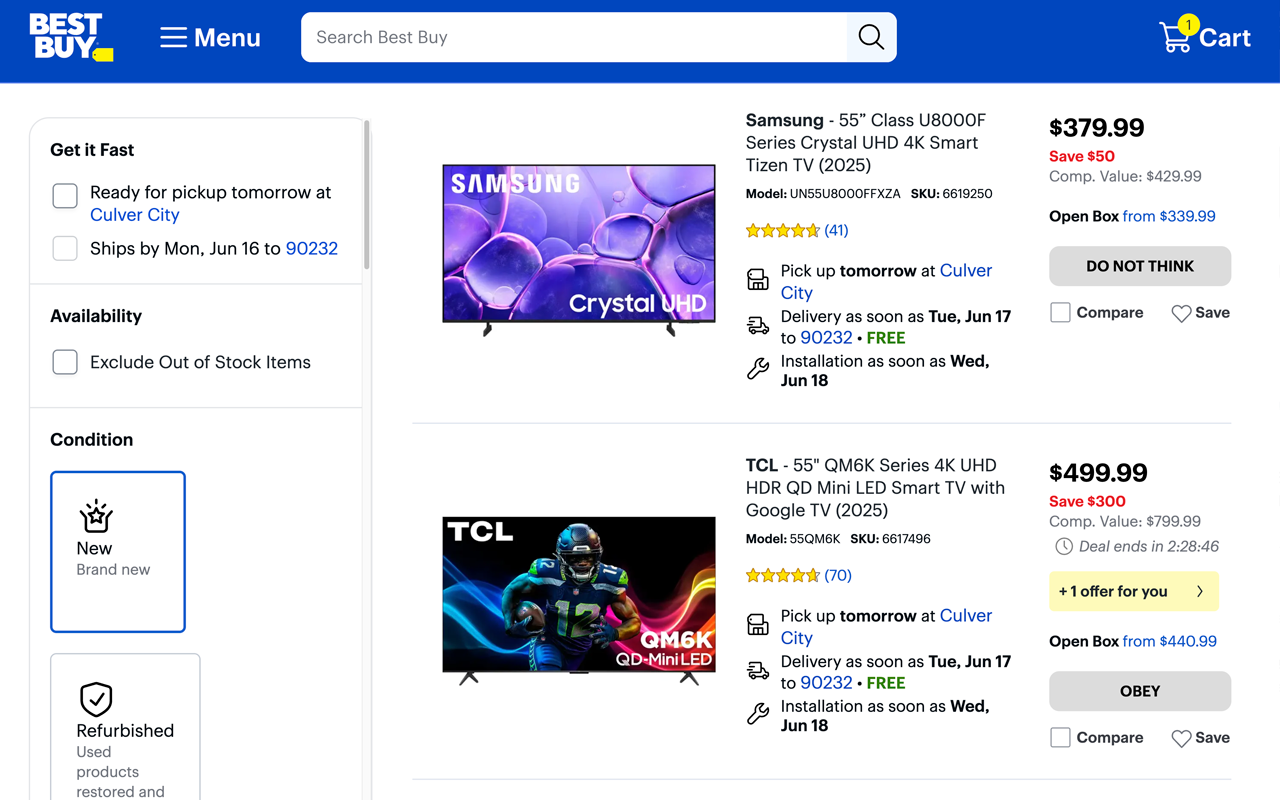 BEST
BUY
Menu
Search Best Buy
1
Cart
Get it Fast
Ready for pickup tomorrow at
Culver City
Ships by Mon, Jun 16 to 90232
Availability
Exclude Out of Stock Items
Condition
New
Brand new
Refurbished
Used
products
restored and
SAMSUNG
Crystal UHD
Samsung - 55” Class U8000F
Series Crystal UHD 4K Smart
Tizen TV (2025)
Model: UN55U8000FFXZA SKU: 6619250
(41)
Pick up tomorrow at Culver
City
Delivery as soon as Tue, Jun 17
to 90232 • FREE
Installation as soon as Wed,
Jun 18
$379.99
Save $50
Comp. Value: $429.99
Open Box from $339.99
DO NOT THINK
Compare
Save
TCL
12
QM6K
QD-Mini LED
TCL - 55" QM6K Series 4K UHD
HDR QD Mini LED Smart TV with
Google TV (2025)
Model: 55QM6K SKU: 6617496
(70)
Pick up tomorrow at Culver
City
Delivery as soon as Tue, Jun 17
to 90232 • FREE
Installation as soon as Wed,
Jun 18
$499.99
Save $300
Comp. Value: $799.99
Deal ends in 2:28:46
+ 1 offer for you
Open Box from $440.99
OBEY
Compare
Save